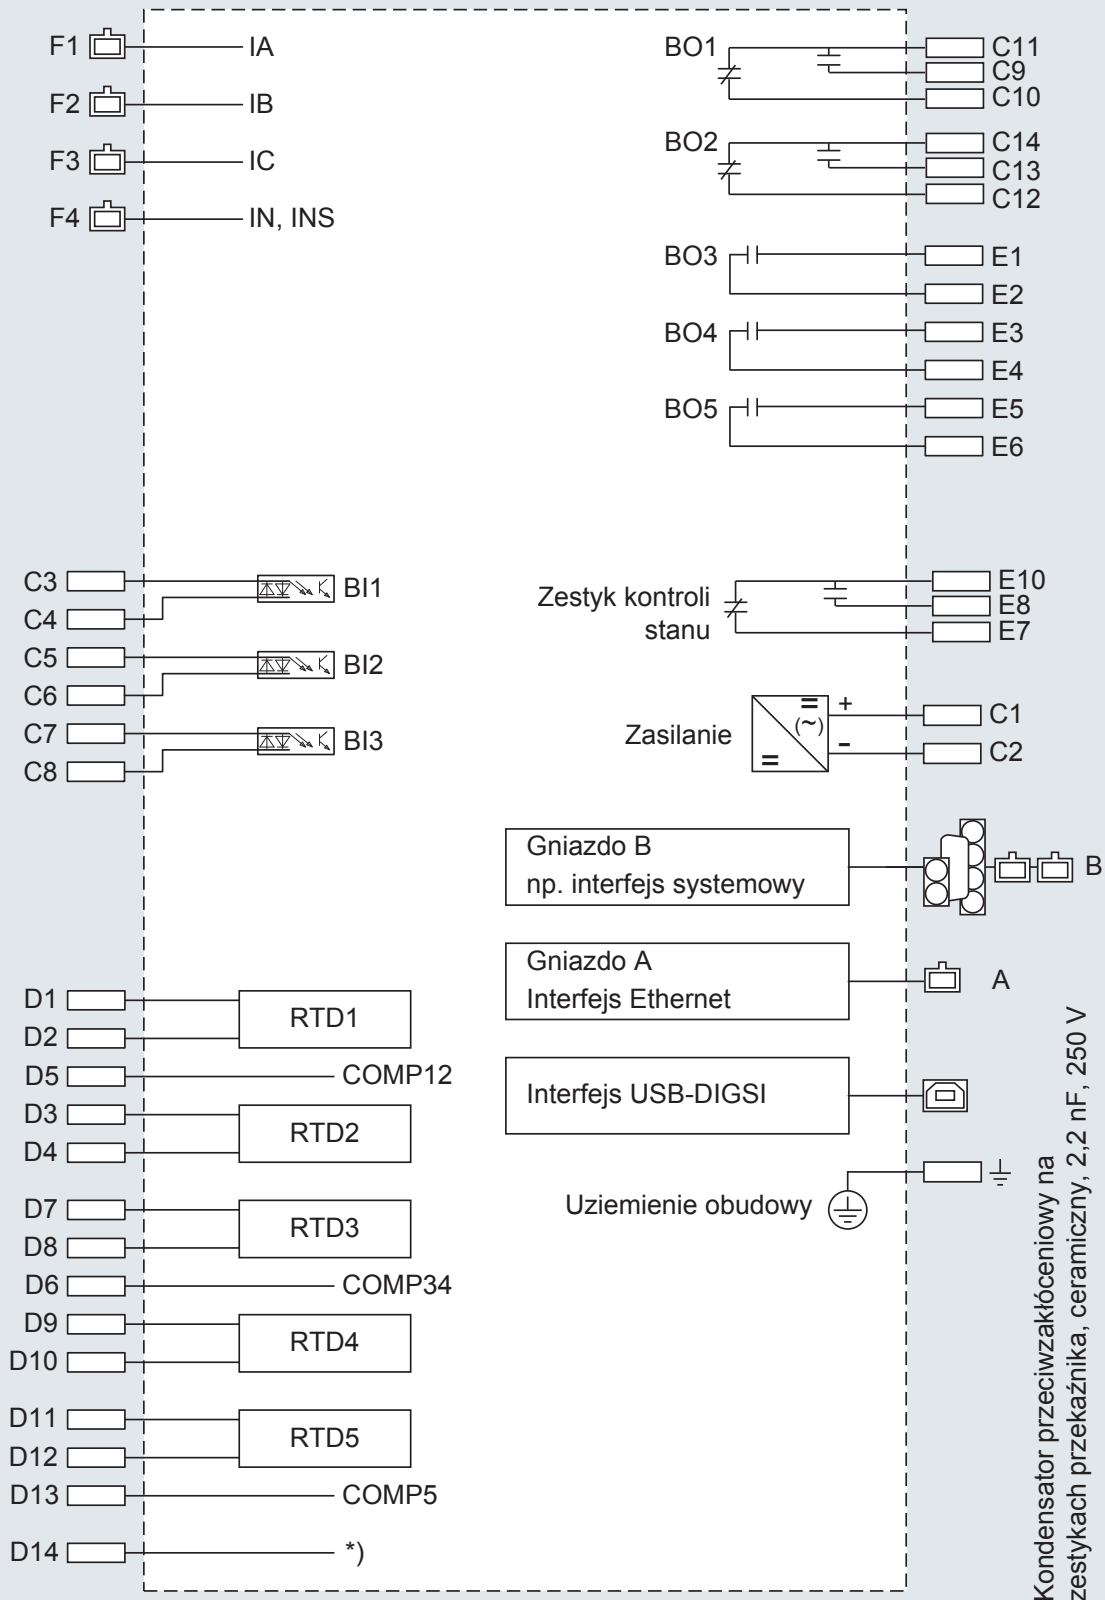 F1 IA
F2 IB
F3 IC
F4 IN, INS
C3
C4
BI1
C5
C6
BI2
C7
C8
BI3
D1
D2
RTD1
D5 COMP12
D3
D4
RTD2
D7
D8
RTD3
D6 COMP34
D9
D10
RTD4
D11
D12
RTD5
D13 COMP5
D14 *)
BO1
C11
C9
C10
BO2
C14
C13
C12
BO3
E1
E2
BO4
E3
E4
BO5
E5
E6
Zestyk kontroli
stanu
E10
E8
E7
Zasilanie
= (~) +
= -
C1
C2
Gniazdo B
np. interfejs systemowy
B
Gniazdo A
Interfejs Ethernet
A
Interfejs USB-DIGSI
Uziemienie obudowy
Kondensator przeciwzakłóceniowy na
zestykach przekaźnika, ceramiczny, 2,2 nF, 250 V